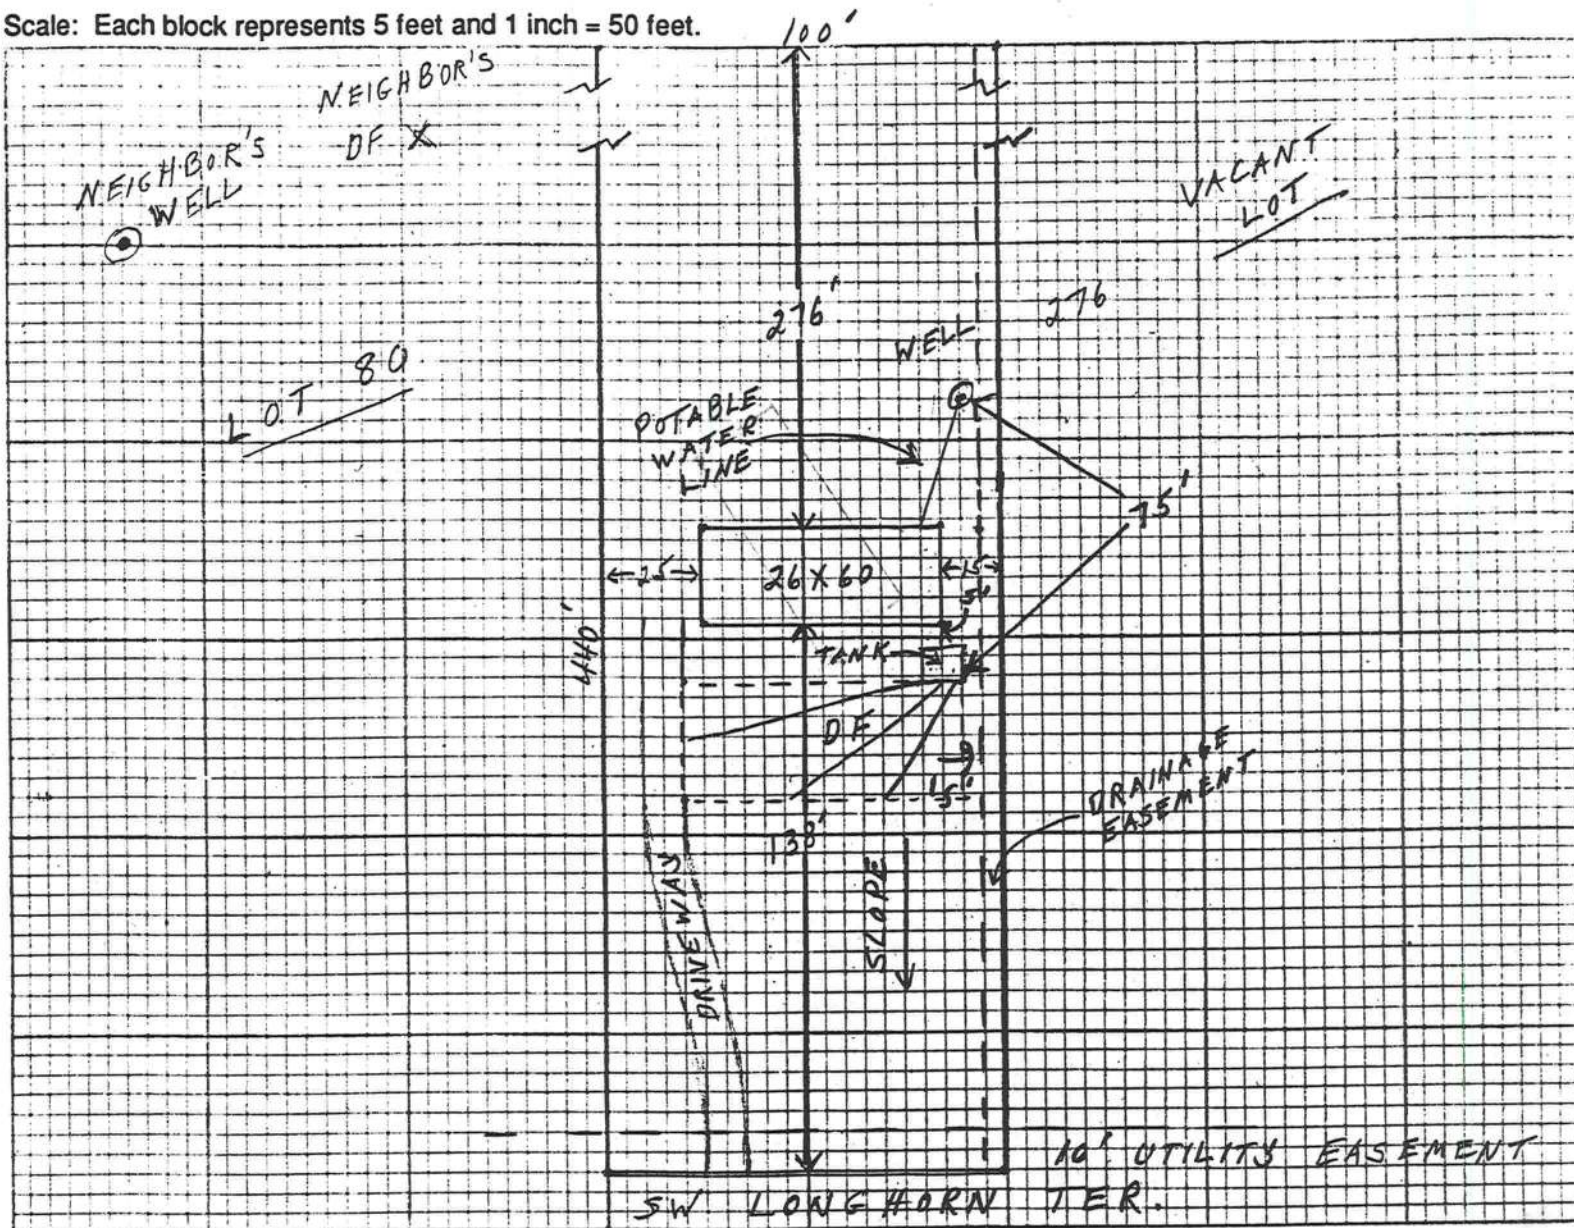 Scale: Each block represents 5 feet and 1 inch = 50 feet.
100'
NEIGHBOR'S
DF X
NEIGHBOR'S
WELL
VACANT
LOT
276'
276
WELL
LOT 80
POTABLE
WATER
LINE
75'
25
26 X 60
15
5'
440'
TANK
DF
15'
DRAINAGE
EASEMENT
138'
DRIVEWAY
SLOPE
10' UTILITY EASEMENT
SW LONGHORN TER.